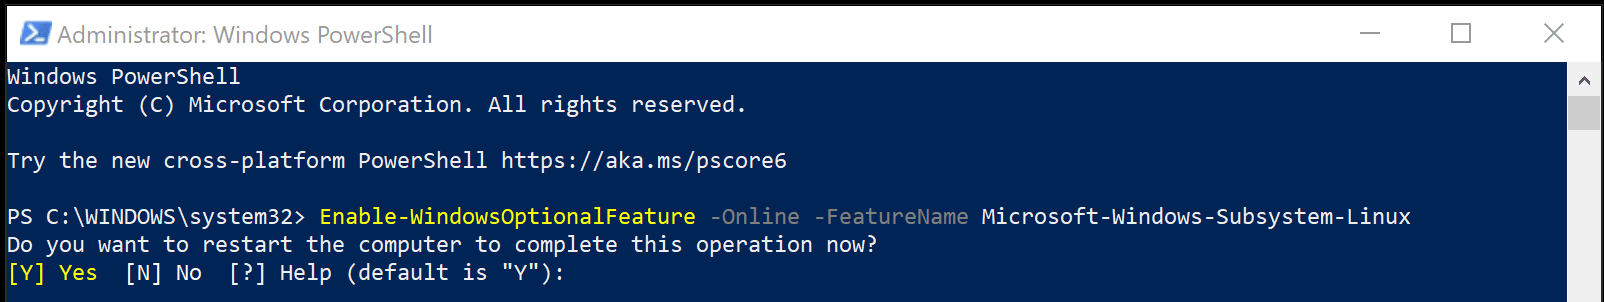 Administrator: Windows PowerShell
Windows PowerShell
Copyright (C) Microsoft Corporation. All rights reserved.
Try the new cross-platform PowerShell https://aka.ms/pscore6
PS C:\WINDOWS\system32> Enable-WindowsOptionalFeature -Online -FeatureName Microsoft-Windows-Subsystem-Linux
Do you want to restart the computer to complete this operation now?
[Y] Yes  [N] No  [?] Help (default is "Y"):